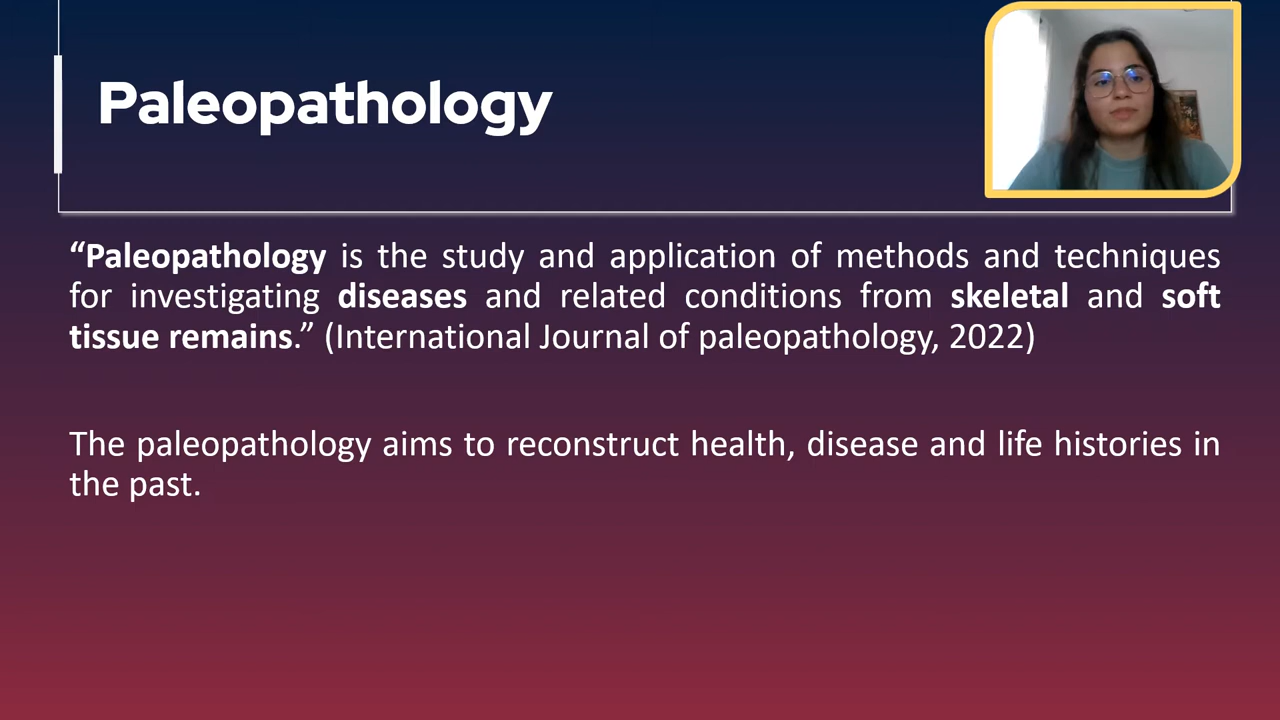 Paleopathology
“Paleopathology is the study and application of methods and techniques
for investigating diseases and related conditions from skeletal and soft
tissue remains.” (International Journal of paleopathology, 2022)
The paleopathology aims to reconstruct health, disease and life histories in
the past.